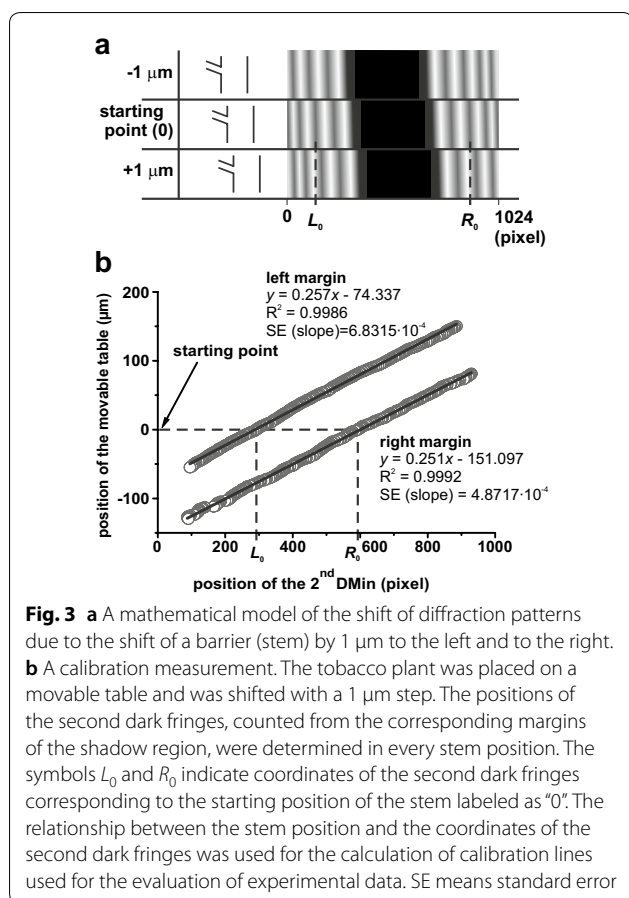 a
-1 μm
starting
point (0)
+1 μm
0 L₀ R₀ 1024
(pixel)
b
left margin
y = 0.257x - 74.337
R² = 0.9986
SE (slope)=6.8315·10⁻⁴
starting point
right margin
y = 0.251x - 151.097
R² = 0.9992
SE (slope) = 4.8717·10⁻⁴
position of the movable table (μm)
200
100
0
-100
0 200 L₀ 400 R₀ 600 800 1000
position of the 2ⁿᵈ DMin (pixel)
Fig. 3 a A mathematical model of the shift of diffraction patterns
due to the shift of a barrier (stem) by 1 μm to the left and to the right.
b A calibration measurement. The tobacco plant was placed on a
movable table and was shifted with a 1 μm step. The positions of
the second dark fringes, counted from the corresponding margins
of the shadow region, were determined in every stem position. The
symbols L₀ and R₀ indicate coordinates of the second dark fringes
corresponding to the starting position of the stem labeled as “0”. The
relationship between the stem position and the coordinates of the
second dark fringes was used for the calculation of calibration lines
used for the evaluation of experimental data. SE means standard error